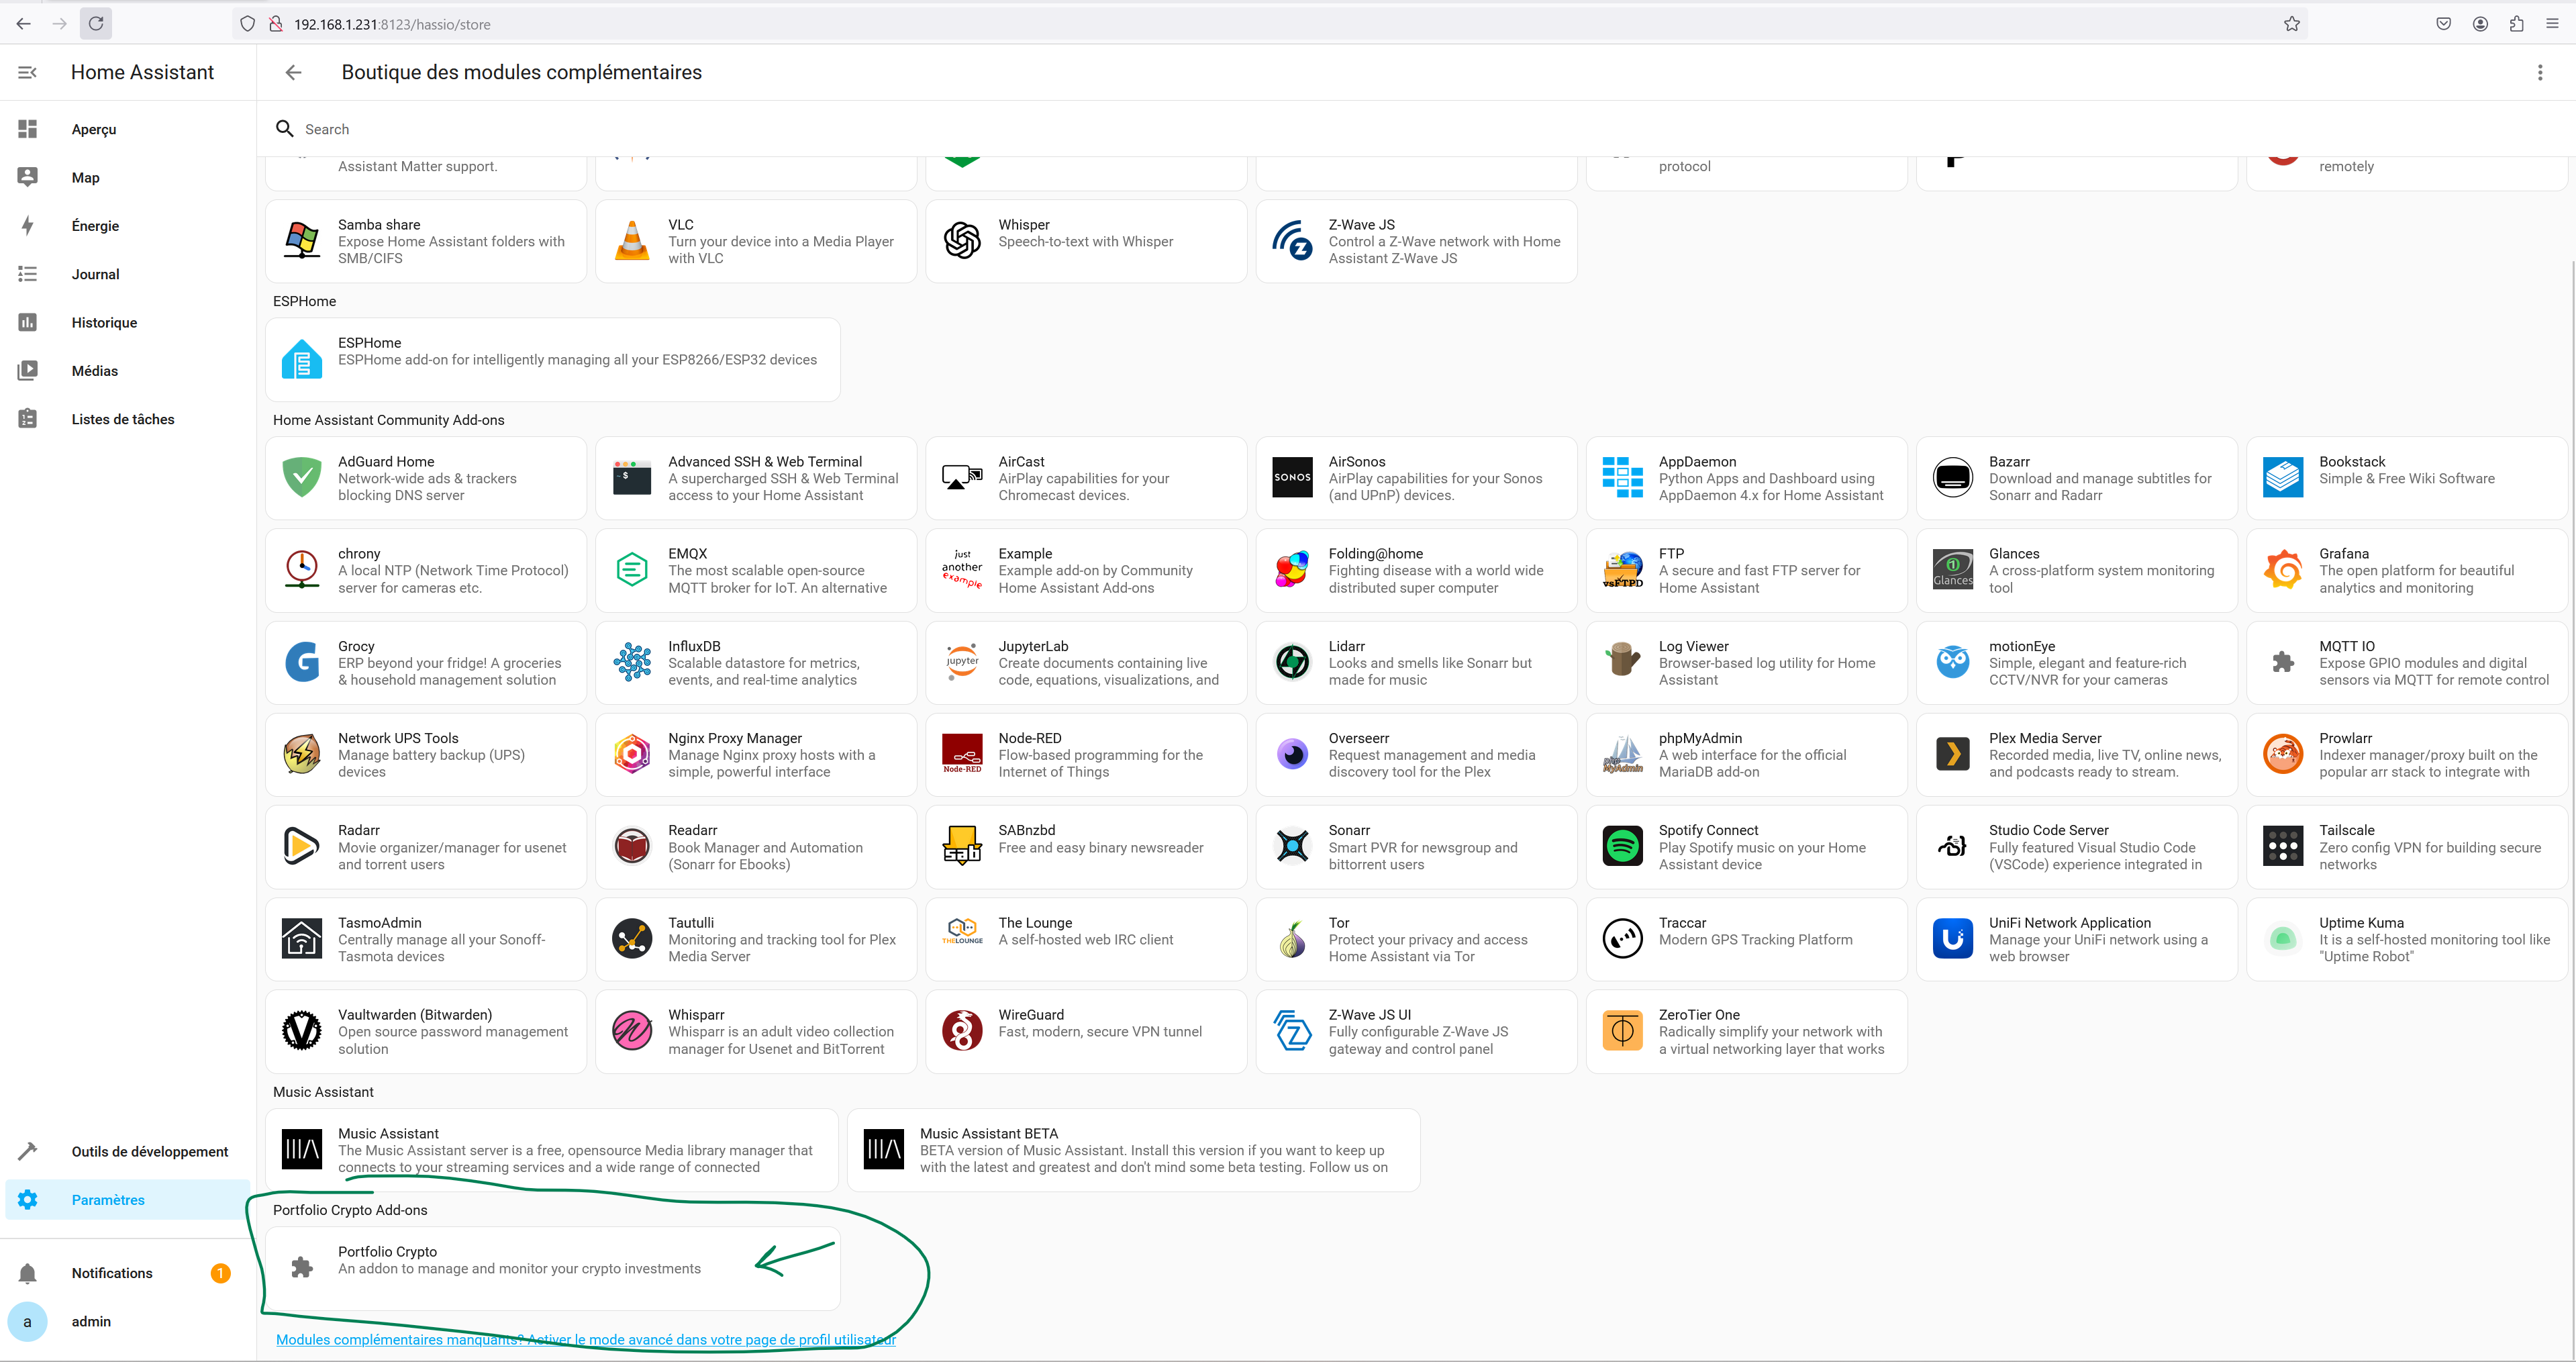 192.168.1.231:8123/hassio/store
Home Assistant
Boutique des modules complémentaires
Search
Aperçu
Map
Énergie
Journal
Historique
Médias
Listes de tâches
Outils de développement
Paramètres
Notifications
1
a
admin
Assistant Matter support.
protocol
remotely
Samba share
Expose Home Assistant folders with
SMB/CIFS
VLC
Turn your device into a Media Player
with VLC
Whisper
Speech-to-text with Whisper
Z-Wave JS
Control a Z-Wave network with Home
Assistant Z-Wave JS
ESPHome
ESPHome
ESPHome add-on for intelligently managing all your ESP8266/ESP32 devices
Home Assistant Community Add-ons
AdGuard Home
Network-wide ads & trackers
blocking DNS server
Advanced SSH & Web Terminal
A supercharged SSH & Web Terminal
access to your Home Assistant
AirCast
AirPlay capabilities for your
Chromecast devices.
SONOS
AirSonos
AirPlay capabilities for your Sonos
(and UPnP) devices.
AppDaemon
Python Apps and Dashboard using
AppDaemon 4.x for Home Assistant
Bazarr
Download and manage subtitles for
Sonarr and Radarr
Bookstack
Simple & Free Wiki Software
chrony
A local NTP (Network Time Protocol)
server for cameras etc.
EMQX
The most scalable open-source
MQTT broker for IoT. An alternative
just
another
example
Example
Example add-on by Community
Home Assistant Add-ons
Folding@home
Fighting disease with a world wide
distributed super computer
vsFTPD
FTP
A secure and fast FTP server for
Home Assistant
Glances
Glances
A cross-platform system monitoring
tool
Grafana
The open platform for beautiful
analytics and monitoring
Grocy
ERP beyond your fridge! A groceries
& household management solution
InfluxDB
Scalable datastore for metrics,
events, and real-time analytics
jupyter
JupyterLab
Create documents containing live
code, equations, visualizations, and
Lidarr
Looks and smells like Sonarr but
made for music
Log Viewer
Browser-based log utility for Home
Assistant
motionEye
Simple, elegant and feature-rich
CCTV/NVR for your cameras
MQTT IO
Expose GPIO modules and digital
sensors via MQTT for remote control
Network UPS Tools
Manage battery backup (UPS)
devices
Nginx Proxy Manager
Manage Nginx proxy hosts with a
simple, powerful interface
Node-RED
Node-RED
Flow-based programming for the
Internet of Things
Overseerr
Request management and media
discovery tool for the Plex
php
MyAdmin
phpMyAdmin
A web interface for the official
MariaDB add-on
Plex Media Server
Recorded media, live TV, online news,
and podcasts ready to stream.
Prowlarr
Indexer manager/proxy built on the
popular arr stack to integrate with
Radarr
Movie organizer/manager for usenet
and torrent users
Readarr
Book Manager and Automation
(Sonarr for Ebooks)
sab
SABnzbd
Free and easy binary newsreader
Sonarr
Smart PVR for newsgroup and
bittorrent users
Spotify Connect
Play Spotify music on your Home
Assistant device
Studio Code Server
Fully featured Visual Studio Code
(VSCode) experience integrated in
Tailscale
Zero config VPN for building secure
networks
TasmoAdmin
Centrally manage all your Sonoff-
Tasmota devices
Tautulli
Monitoring and tracking tool for Plex
Media Server
THELOUNGE
The Lounge
A self-hosted web IRC client
Tor
Protect your privacy and access
Home Assistant via Tor
Traccar
Modern GPS Tracking Platform
UniFi Network Application
Manage your UniFi network using a
web browser
Uptime Kuma
It is a self-hosted monitoring tool like
"Uptime Robot"
Vaultwarden (Bitwarden)
Open source password management
solution
Whisparr
Whisparr is an adult video collection
manager for Usenet and BitTorrent
WireGuard
Fast, modern, secure VPN tunnel
Z-Wave JS UI
Fully configurable Z-Wave JS
gateway and control panel
ZeroTier One
Radically simplify your network with
a virtual networking layer that works
Music Assistant
Music Assistant
The Music Assistant server is a free, opensource Media library manager that
connects to your streaming services and a wide range of connected
Music Assistant BETA
BETA version of Music Assistant. Install this version if you want to keep up
with the latest and greatest and don't mind some beta testing. Follow us on
Portfolio Crypto Add-ons
Portfolio Crypto
An addon to manage and monitor your crypto investments
Modules complémentaires manquants? Activer le mode avancé dans votre page de profil utilisateur